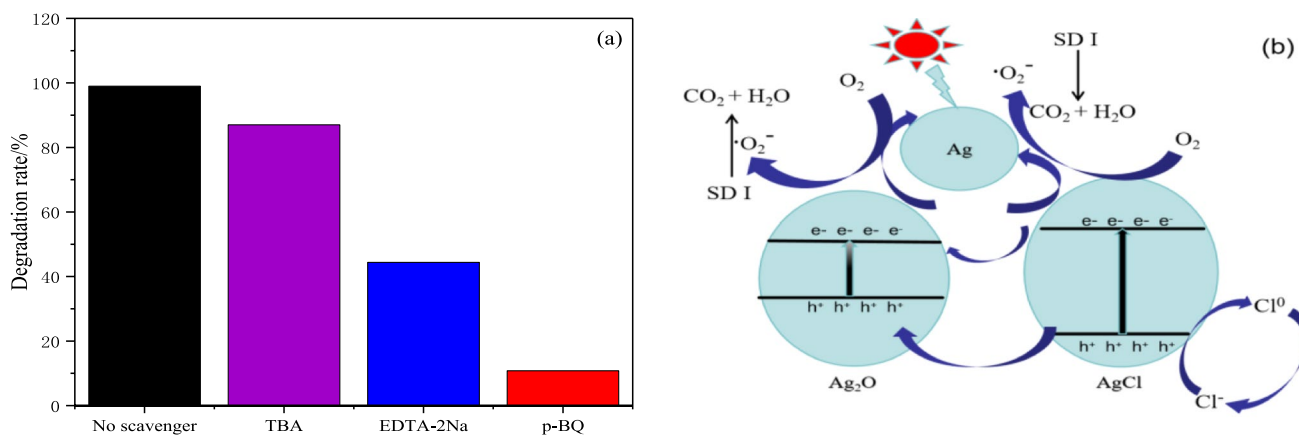 (a)
Degradation rate/%
120
100
80
60
40
20
0
No scavenger TBA EDTA-2Na p-BQ
(b)
SD I
·O₂⁻
CO₂ + H₂O
O₂
O₂
CO₂ + H₂O
·O₂⁻
SD I
Ag
e- e- e- e-
h⁺ h⁺ h⁺ h⁺
Ag₂O
e- e- e- e-
h⁺ h⁺ h⁺ h⁺
AgCl
Cl⁰
Cl⁻